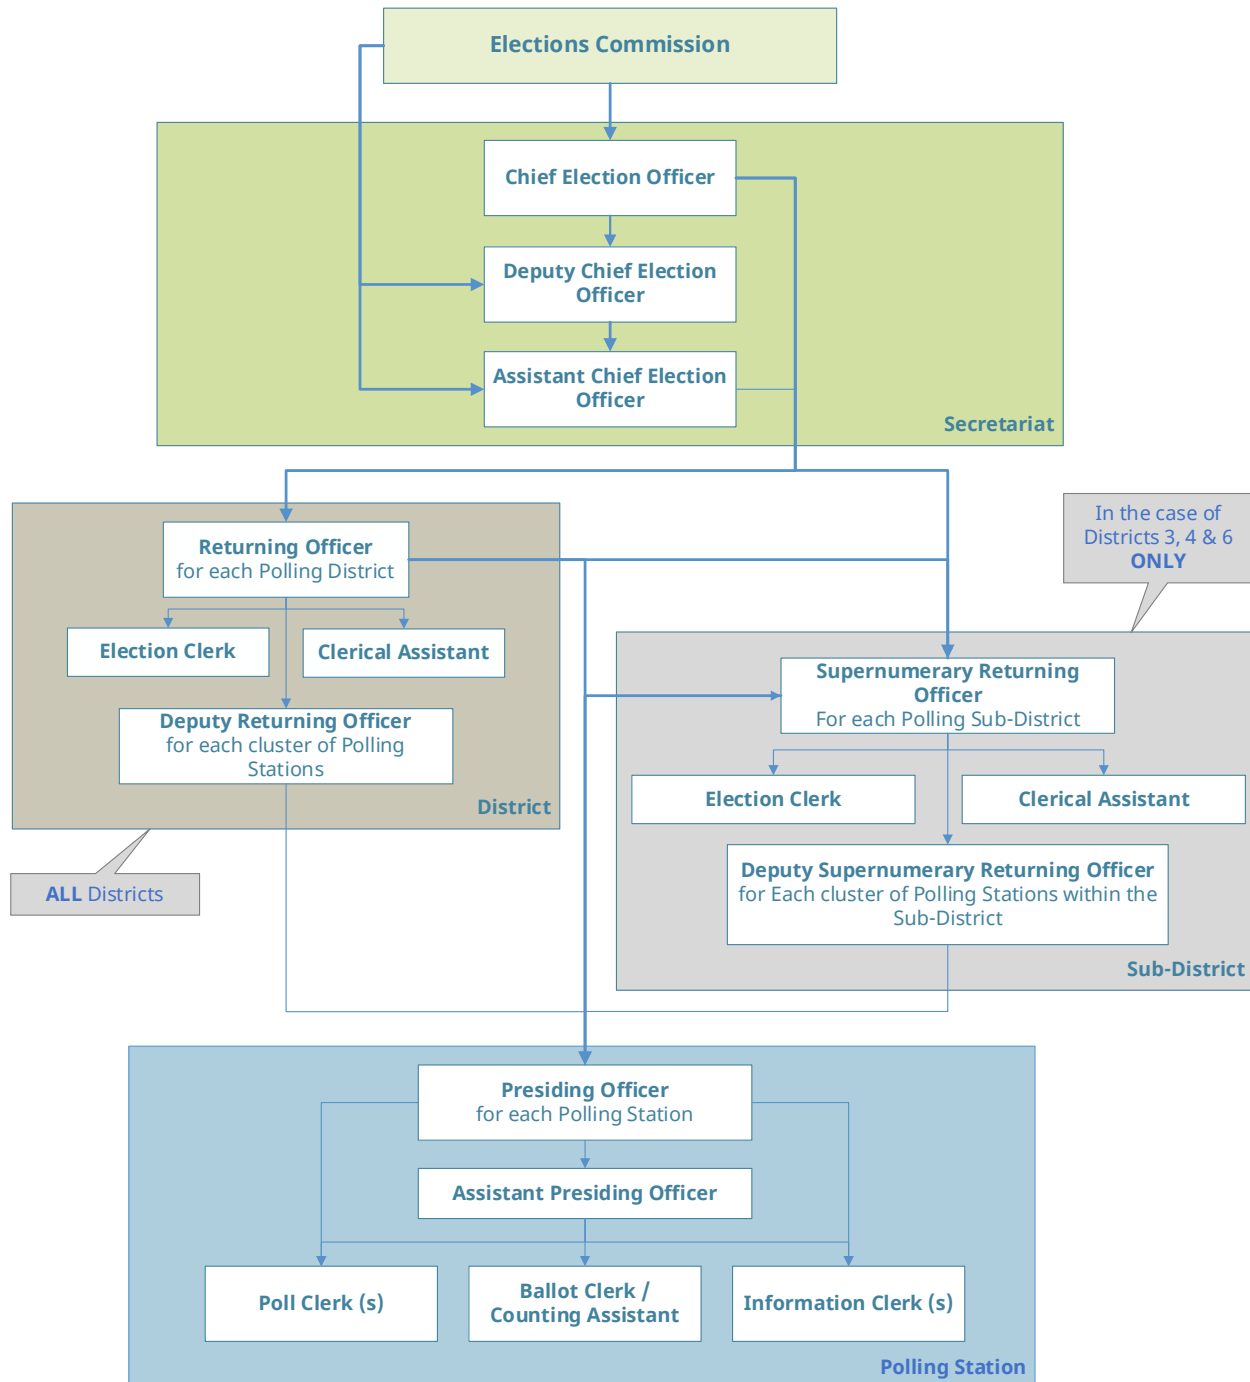 Elections Commission
Chief Election Officer
Deputy Chief Election
Officer
Assistant Chief Election
Officer
Secretariat
In the case of
Districts 3, 4 & 6
ONLY
Returning Officer
for each Polling District
Election Clerk
Clerical Assistant
Deputy Returning Officer
for each cluster of Polling
Stations
District
ALL Districts
Supernumerary Returning
Officer
For each Polling Sub-District
Election Clerk
Clerical Assistant
Deputy Supernumerary Returning Officer
for Each cluster of Polling Stations within the
Sub-District
Sub-District
Presiding Officer
for each Polling Station
Assistant Presiding Officer
Poll Clerk (s)
Ballot Clerk /
Counting Assistant
Information Clerk (s)
Polling Station